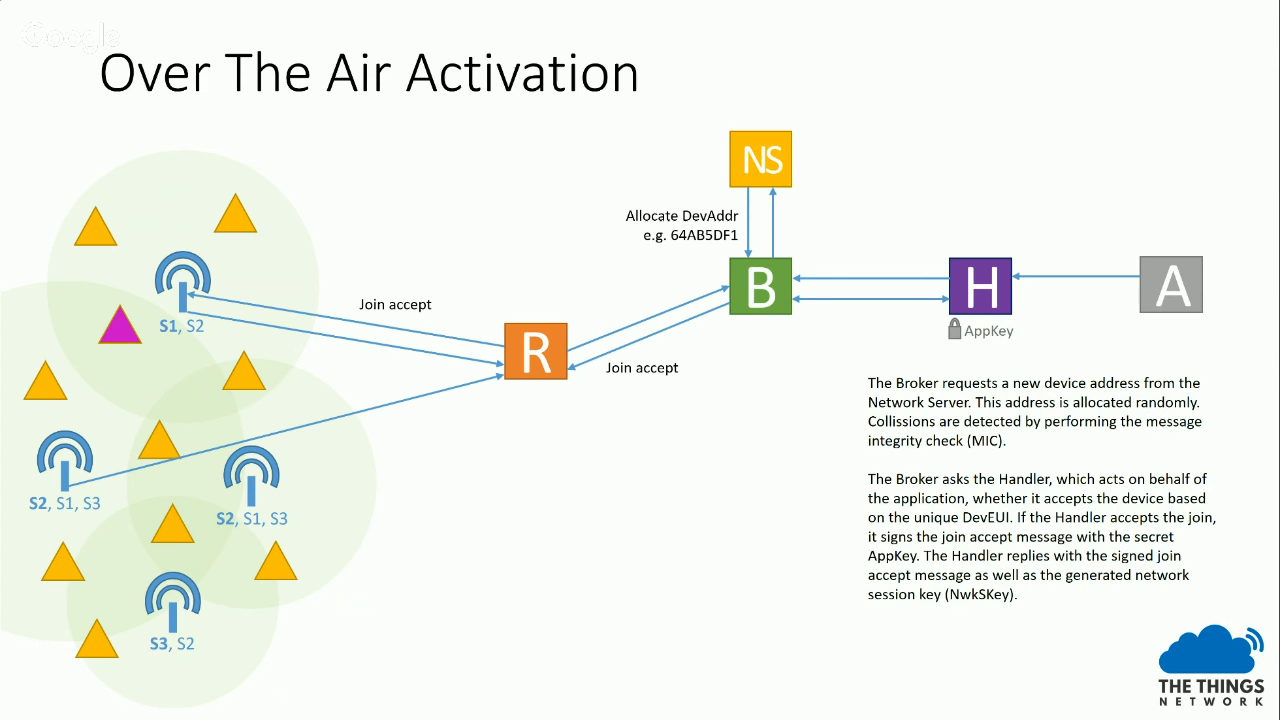 Google
Over The Air Activation
NS
Allocate DevAddr
e.g. 64AB5DF1
B
H
A
AppKey
S1, S2
Join accept
R
Join accept
S2, S1, S3
S2, S1, S3
S3, S2
The Broker requests a new device address from the
Network Server. This address is allocated randomly.
Collissions are detected by performing the message
integrity check (MIC).
The Broker asks the Handler, which acts on behalf of
the application, whether it accepts the device based
on the unique DevEUI. If the Handler accepts the join,
it signs the join accept message with the secret
AppKey. The Handler replies with the signed join
accept message as well as the generated network
session key (NwkSKey).
THE THINGS
NETWORK